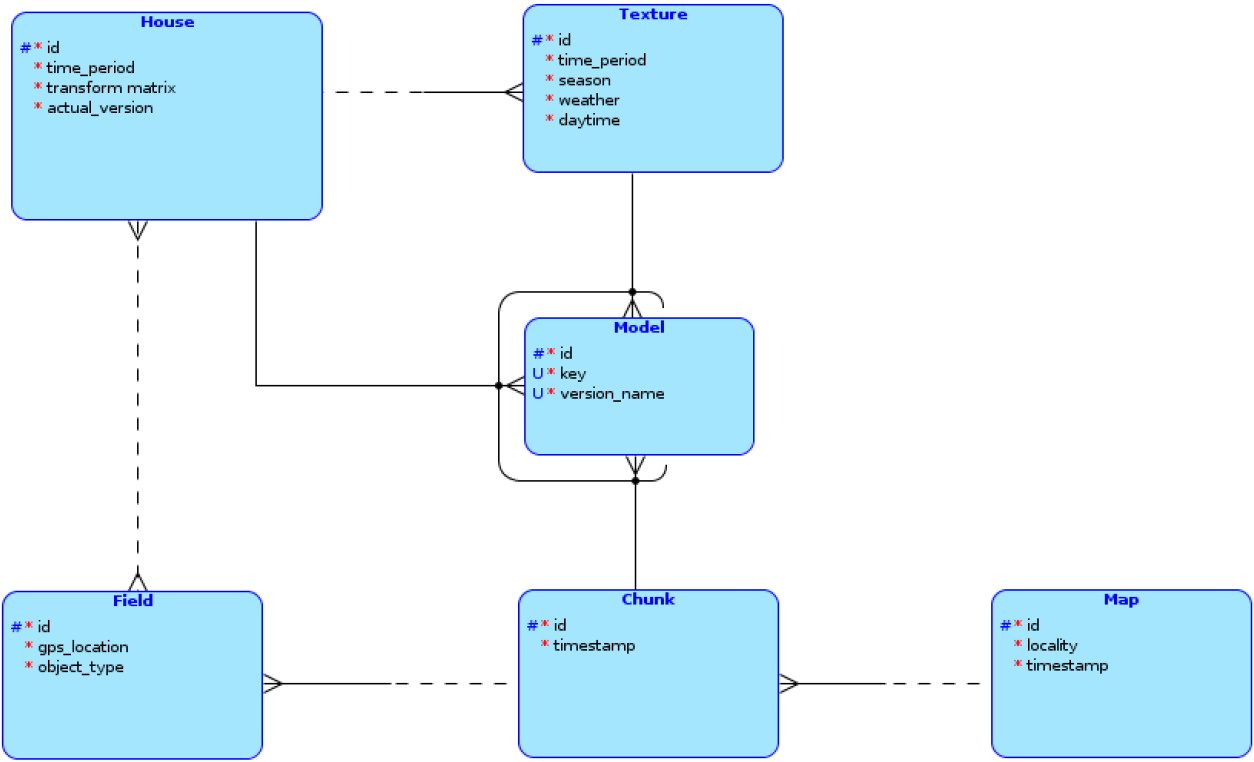 House
#* id
* time_period
* transform matrix
* actual_version
Texture
#* id
* time_period
* season
* weather
* daytime
Model
#* id
U* key
U* version_name
Field
#* id
* gps_location
* object_type
Chunk
#* id
* timestamp
Map
#* id
* locality
* timestamp